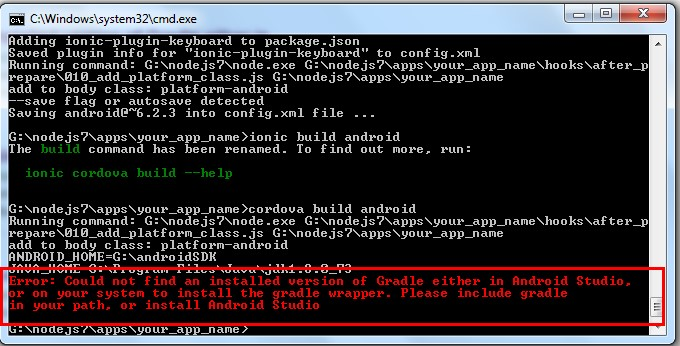 C:\Windows\system32\cmd.exe
Adding ionic-plugin-keyboard to package.json
Saved plugin info for "ionic-plugin-keyboard" to config.xml
Running command: G:\nodejs7\node.exe G:\nodejs7\apps\your_app_name\hooks\after_p
repare\010_add_platform_class.js G:\nodejs7\apps\your_app_name
add to body class: platform-android
--save flag or autosave detected
Saving android@~6.2.3 into config.xml file ...
G:\nodejs7\apps\your_app_name>ionic build android
The build command has been renamed. To find out more, run:
ionic cordova build --help
G:\nodejs7\apps\your_app_name>cordova build android
Running command: G:\nodejs7\node.exe G:\nodejs7\apps\your_app_name\hooks\after_p
repare\010_add_platform_class.js G:\nodejs7\apps\your_app_name
add to body class: platform-android
ANDROID_HOME=G:\androidSDK
JAVA_HOME=G:\Program Files\Java\jdk1.8.0_73
Error: Could not find an installed version of Gradle either in Android Studio,
or on your system to install the gradle wrapper. Please include gradle
in your path, or install Android Studio
G:\nodejs7\apps\your_app_name>